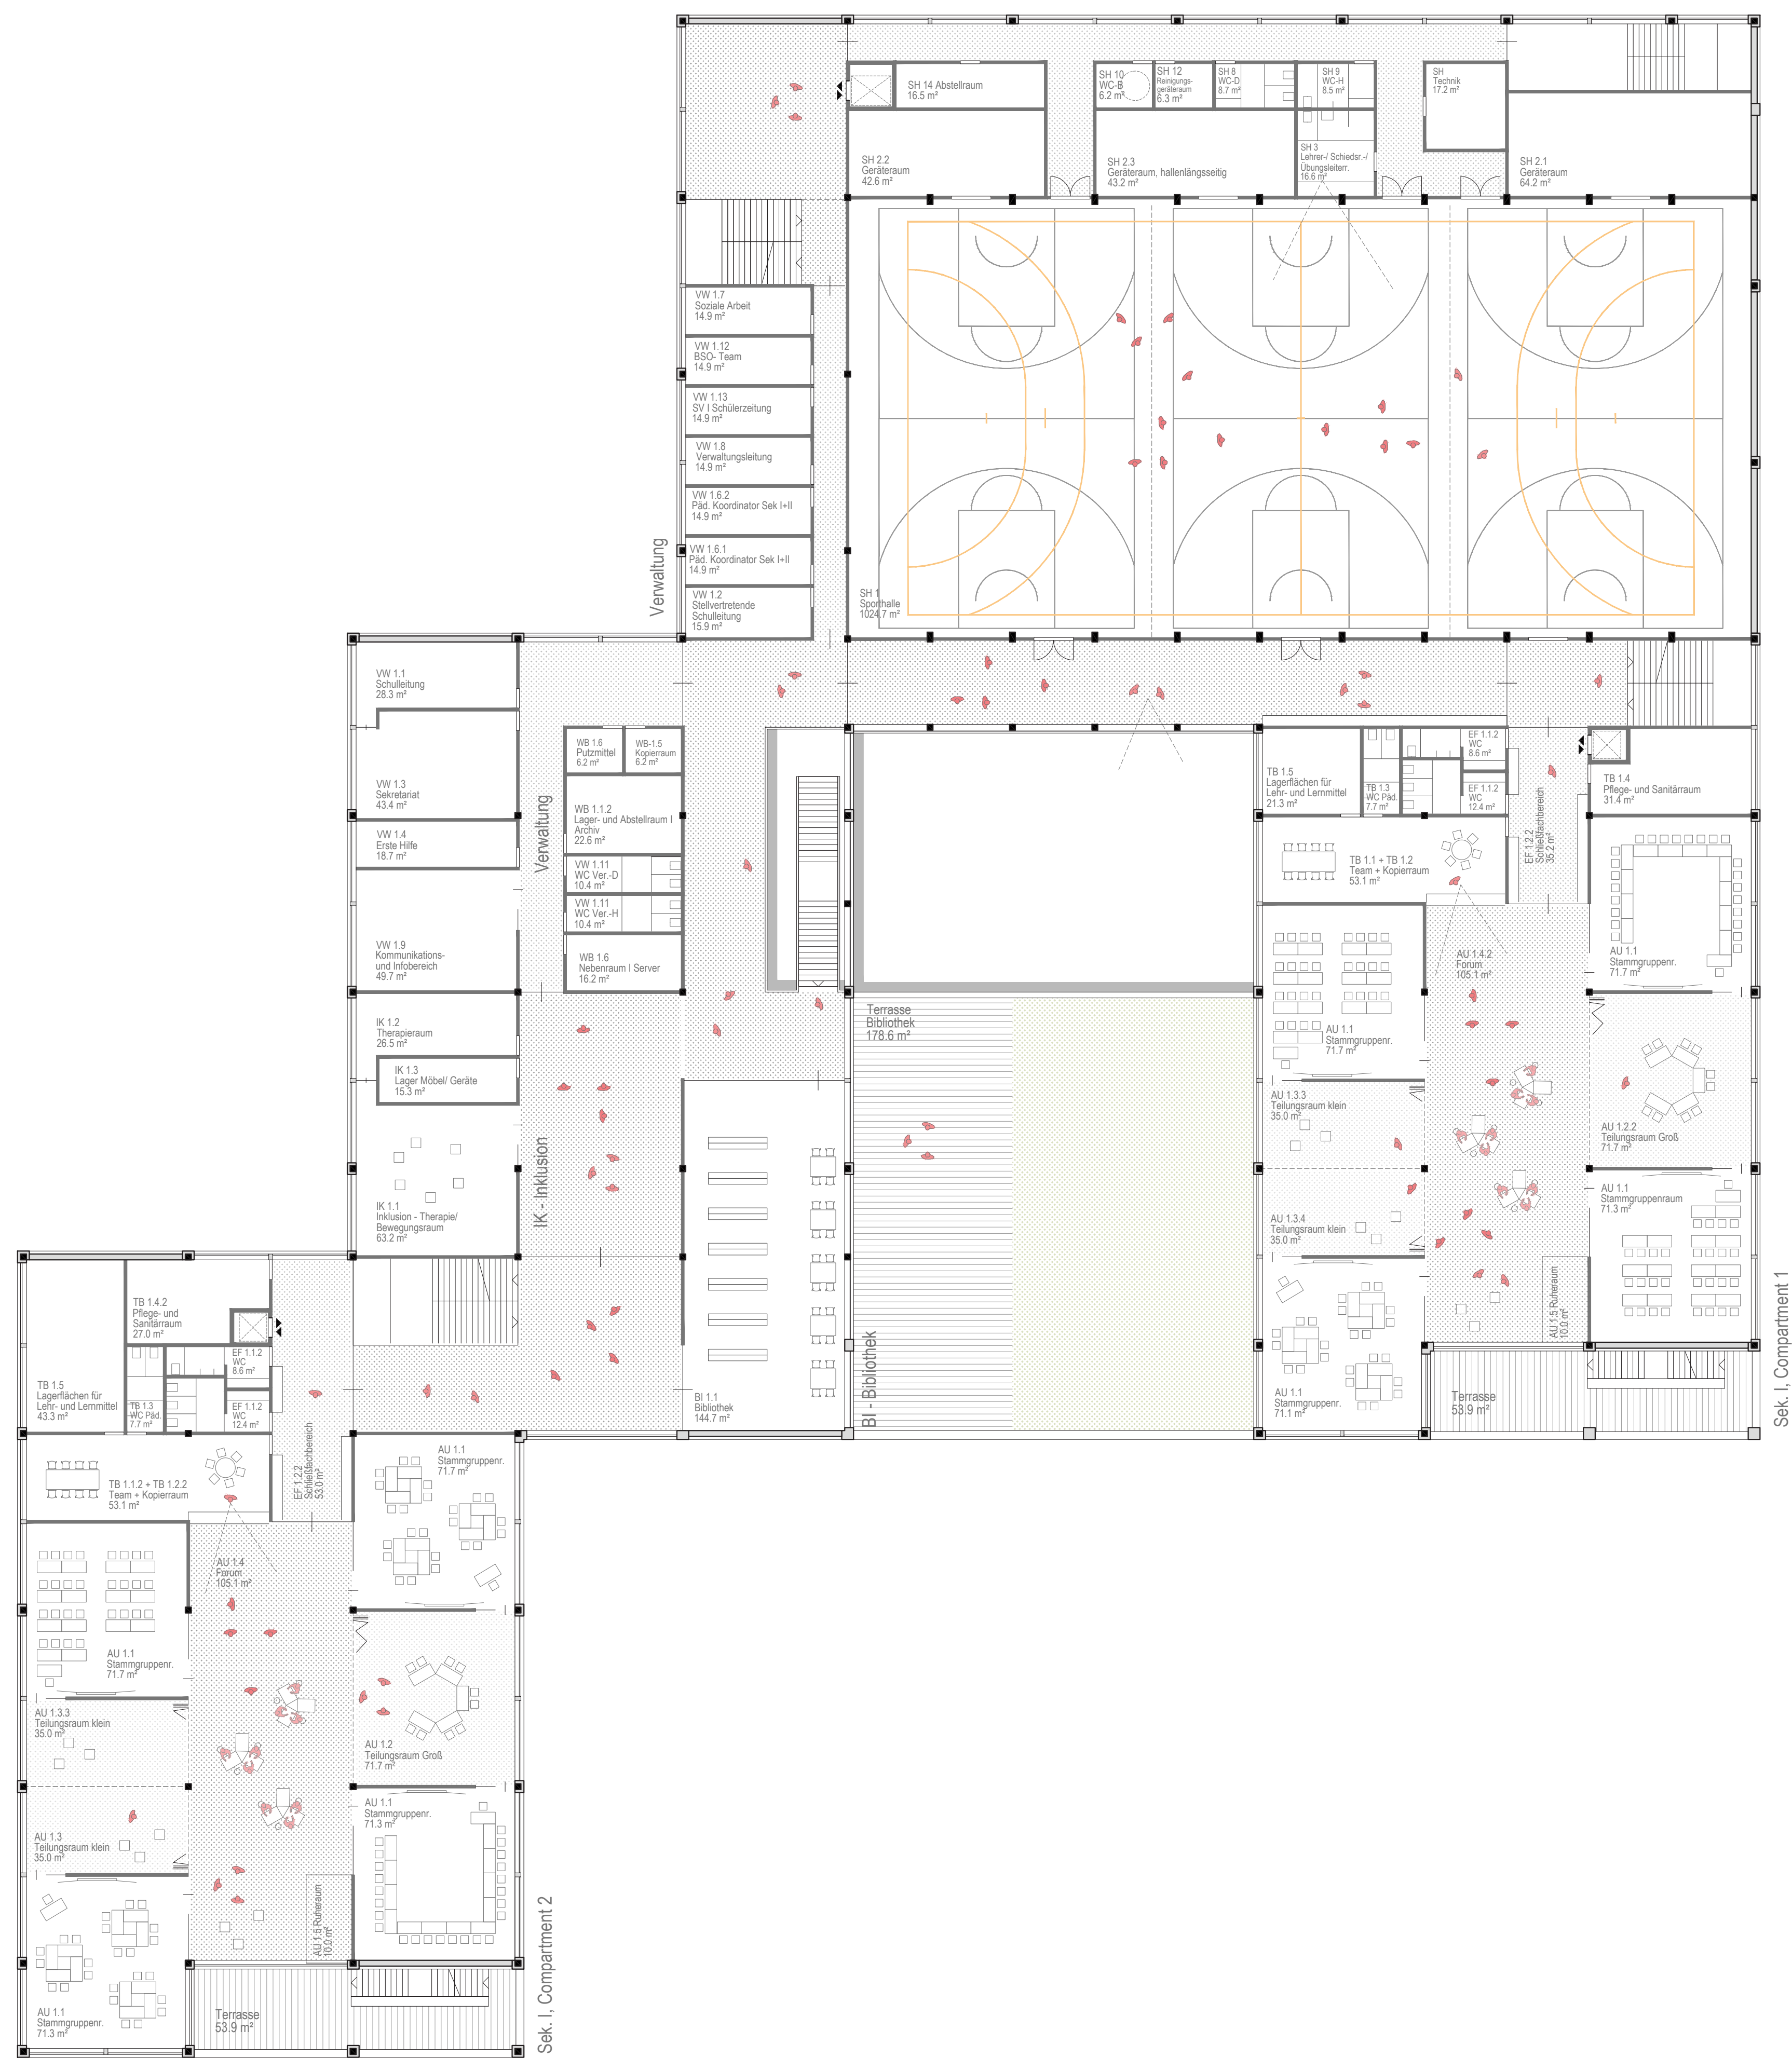 SH 14 Abstellraum
16.5 m²
SH 10
WC-B
6.2 m²
SH 12
Reinigungs-
geräteraum
6.3 m²
SH 8
WC-D
8.7 m²
SH 9
WC-H
8.5 m²
SH
Technik
17.2 m²
SH 2.2
Geräteraum
42.6 m²
SH 2.3
Geräteraum, hallenlängsseitig
43.2 m²
SH 3
Lehrer-/ Schiedsr.-/
Übungsleiterr.
16.6 m²
SH 2.1
Geräteraum
64.2 m²
VW 1.7
Soziale Arbeit
14.9 m²
VW 1.12
BSO- Team
14.9 m²
VW 1.13
SV I Schülerzeitung
14.9 m²
VW 1.8
Verwaltungsleitung
14.9 m²
VW 1.6.2
Päd. Koordinator Sek I+II
14.9 m²
VW 1.6.1
Päd. Koordinator Sek I+II
14.9 m²
VW 1.2
Stellvertretende
Schulleitung
15.9 m²
Verwaltung
SH 1
Sporthalle
1024.7 m²
VW 1.1
Schulleitung
28.3 m²
VW 1.3
Sekretariat
43.4 m²
VW 1.4
Erste Hilfe
18.7 m²
VW 1.9
Kommunikations-
und Infobereich
49.7 m²
Verwaltung
WB 1.6
Putzmittel
6.2 m²
WB-1.5
Kopierraum
6.2 m²
WB 1.1.2
Lager- und Abstellraum I
Archiv
22.6 m²
VW 1.11
WC Ver.-D
10.4 m²
VW 1.11
WC Ver.-H
10.4 m²
WB 1.6
Nebenraum I Server
16.2 m²
IK 1.2
Therapieraum
26.5 m²
IK 1.3
Lager Möbel/ Geräte
15.3 m²
IK 1.1
Inklusion - Therapie/
Bewegungsraum
63.2 m²
IK - Inklusion
BI 1.1
Bibliothek
144.7 m²
BI - Bibliothek
Terrasse
Bibliothek
178.6 m²
TB 1.5
Lagerflächen für
Lehr- und Lernmittel
21.3 m²
TB 1.3
WC Päd.
7.7 m²
EF 1.1.2
WC
8.6 m²
EF 1.1.2
WC
12.4 m²
EF 1.2.2
Schließfachbereich
35.2 m²
TB 1.4
Pflege- und Sanitärraum
31.4 m²
TB 1.1 + TB 1.2
Team + Kopierraum
53.1 m²
AU 1.4.2
Forum
105.1 m²
AU 1.1
Stammgruppenr.
71.7 m²
AU 1.1
Stammgruppenr.
71.7 m²
AU 1.3.3
Teilungsraum klein
35.0 m²
AU 1.2.2
Teilungsraum Groß
71.7 m²
AU 1.3.4
Teilungsraum klein
35.0 m²
AU 1.1
Stammgruppenraum
71.3 m²
AU 1.5 Ruheraum
10.0 m²
AU 1.1
Stammgruppenr.
71.1 m²
Terrasse
53.9 m²
Sek. I, Compartment 1
TB 1.4.2
Pflege- und
Sanitärraum
27.0 m²
TB 1.5
Lagerflächen für
Lehr- und Lernmittel
43.3 m²
TB 1.3
WC Päd.
7.7 m²
EF 1.1.2
WC
8.6 m²
EF 1.1.2
WC
12.4 m²
EF 1.2.2
Schließfachbereich
53.0 m²
TB 1.1.2 + TB 1.2.2
Team + Kopierraum
53.1 m²
AU 1.1
Stammgruppenr.
71.7 m²
AU 1.4
Forum
105.1 m²
AU 1.1
Stammgruppenr.
71.7 m²
AU 1.3.3
Teilungsraum klein
35.0 m²
AU 1.2
Teilungsraum Groß
71.7 m²
AU 1.3
Teilungsraum klein
35.0 m²
AU 1.1
Stammgruppenr.
71.3 m²
AU 1.5 Ruheraum
10.0 m²
AU 1.1
Stammgruppenr.
71.3 m²
Terrasse
53.9 m²
Sek. I, Compartment 2